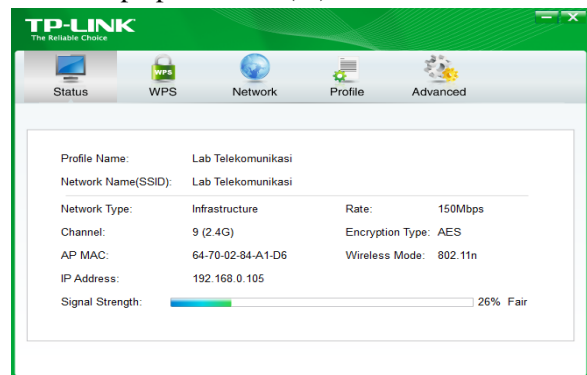 TP-LINK
The Reliable Choice
Status WPS Network Profile Advanced
Profile Name: Lab Telekomunikasi
Network Name(SSID): Lab Telekomunikasi
Network Type: Infrastructure Rate: 150Mbps
Channel: 9 (2.4G) Encryption Type: AES
AP MAC: 64-70-02-84-A1-D6 Wireless Mode: 802.11n
IP Address: 192.168.0.105
Signal Strength: 26% Fair